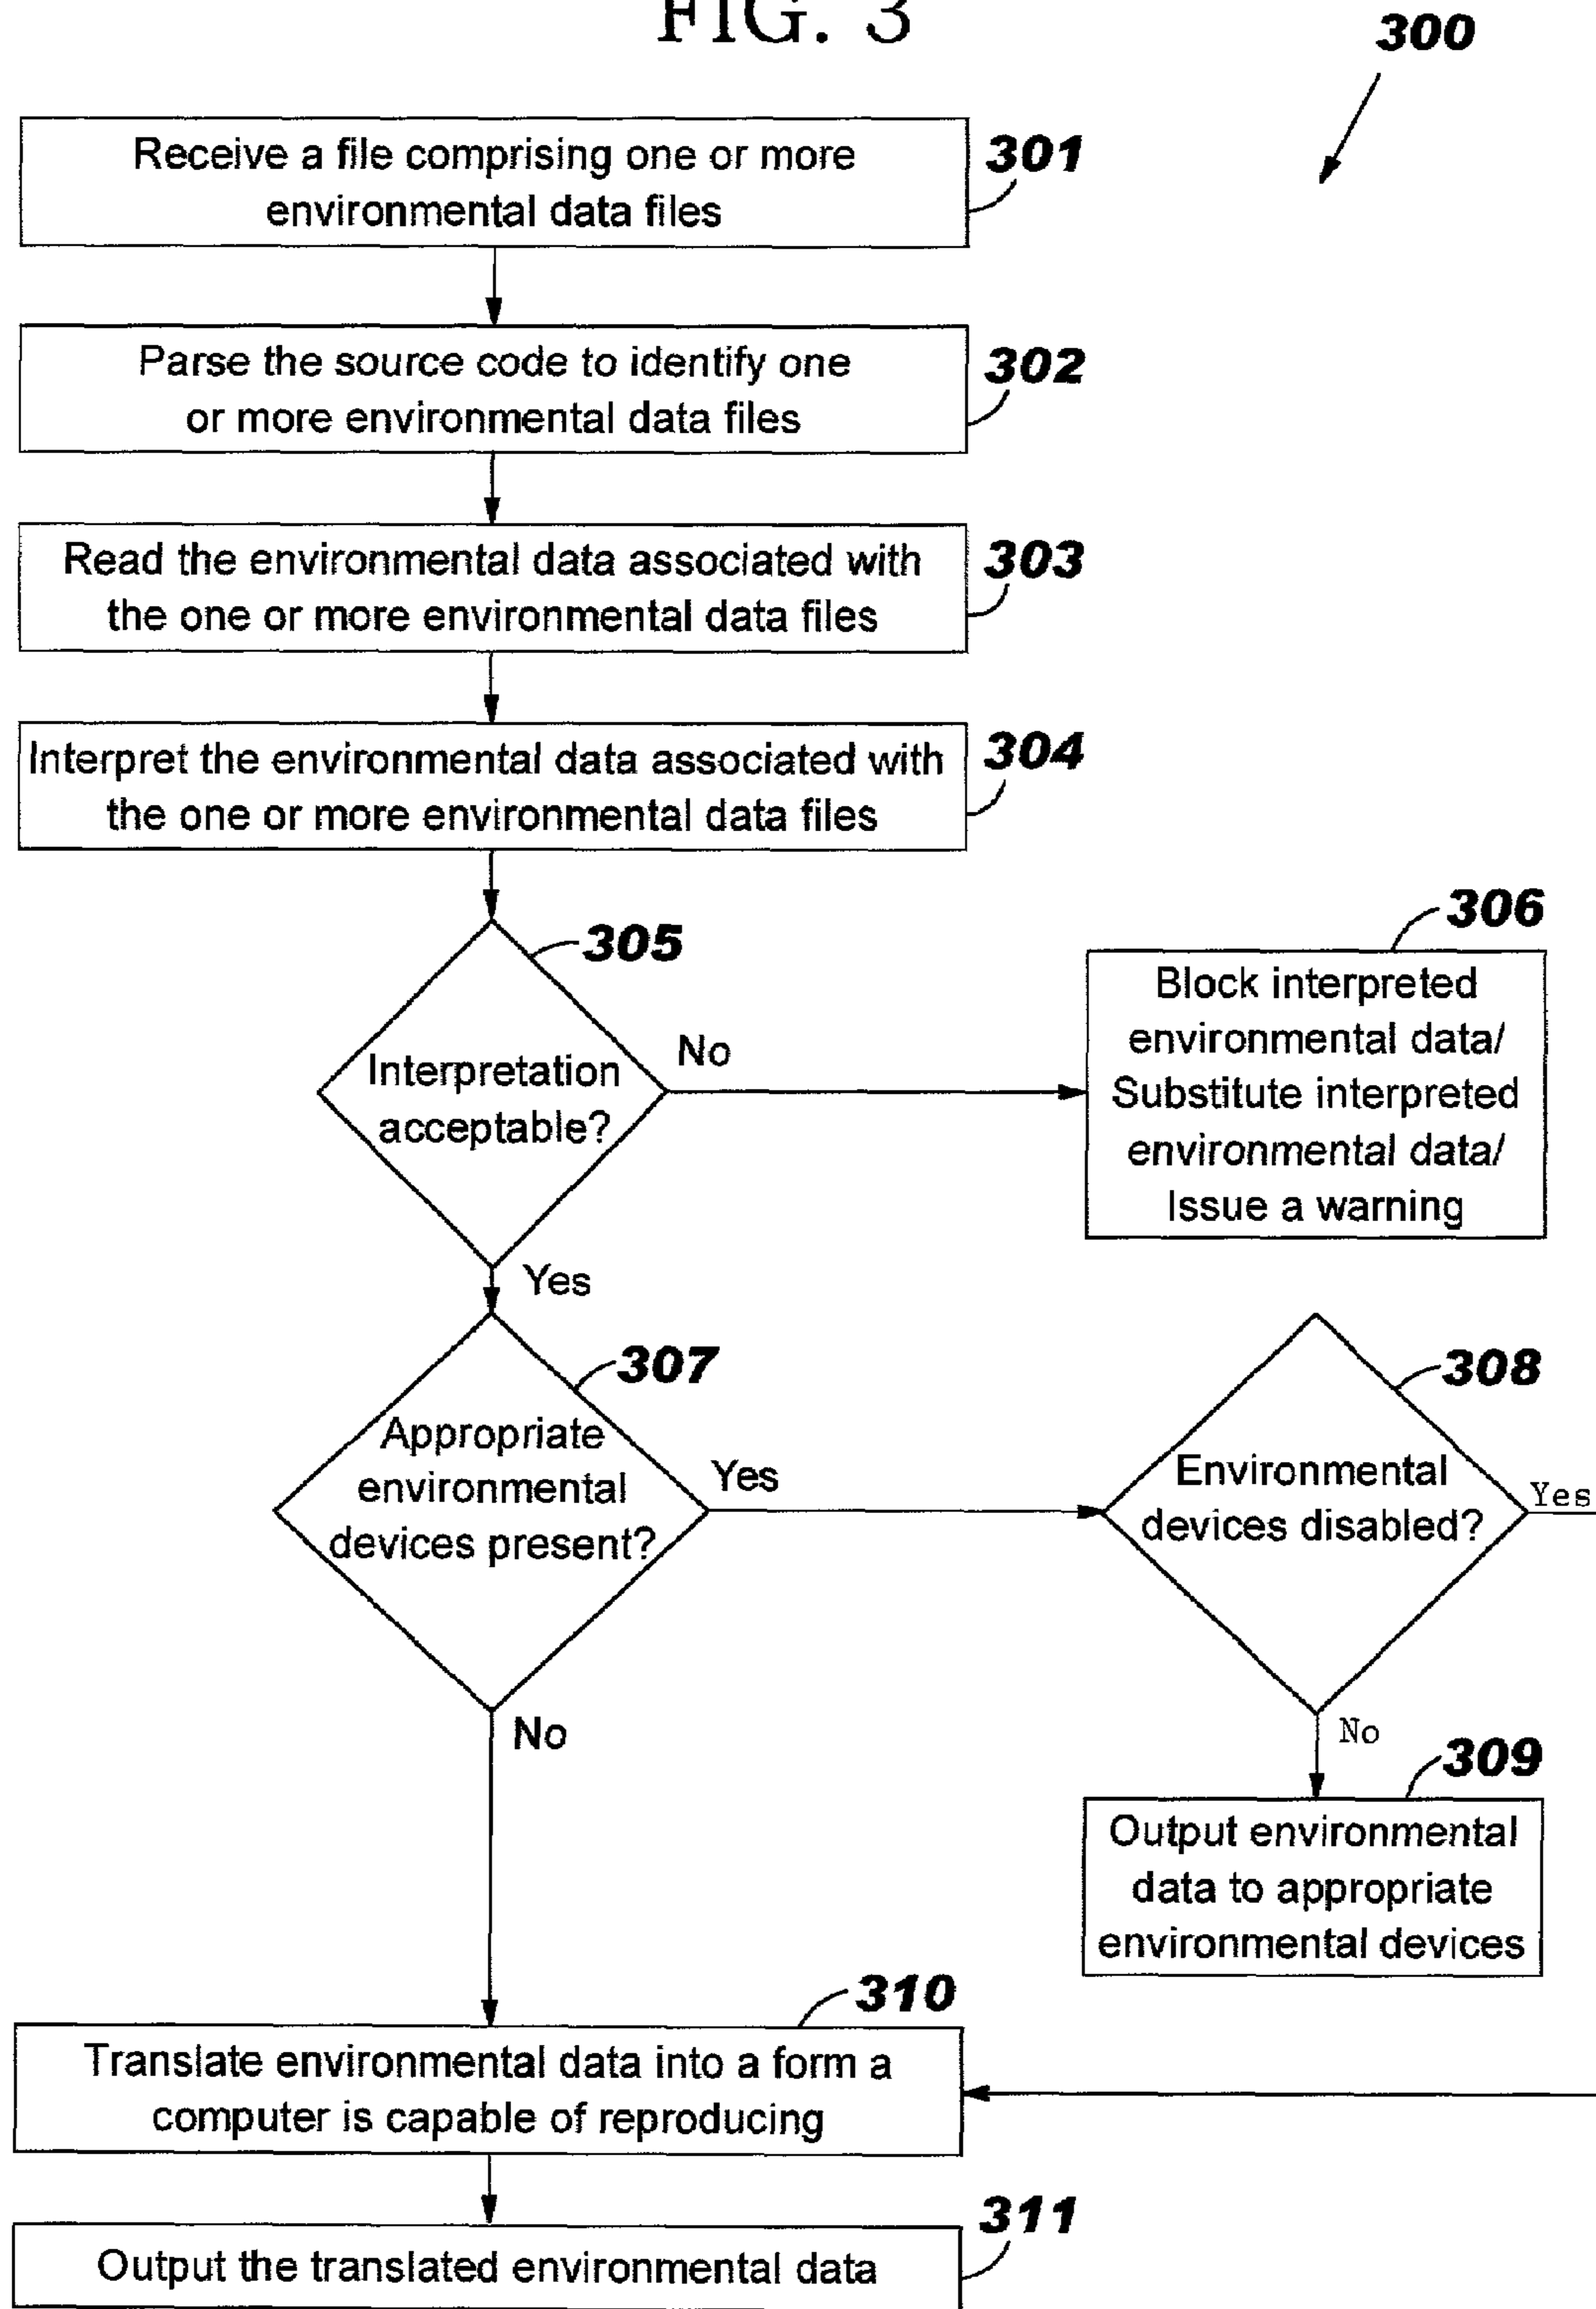 FIG. 3
300
Receive a file comprising one or more
environmental data files
301
Parse the source code to identify one
or more environmental data files
302
Read the environmental data associated with
the one or more environmental data files
303
Interpret the environmental data associated with
the one or more environmental data files
304
305
Interpretation
acceptable?
No
306
Block interpreted
environmental data/
Substitute interpreted
environmental data/
Issue a warning
Yes
307
Appropriate
environmental
devices present?
Yes
308
Environmental
devices disabled?
Yes
No
No
309
Output environmental
data to appropriate
environmental devices
310
Translate environmental data into a form a
computer is capable of reproducing
311
Output the translated environmental data